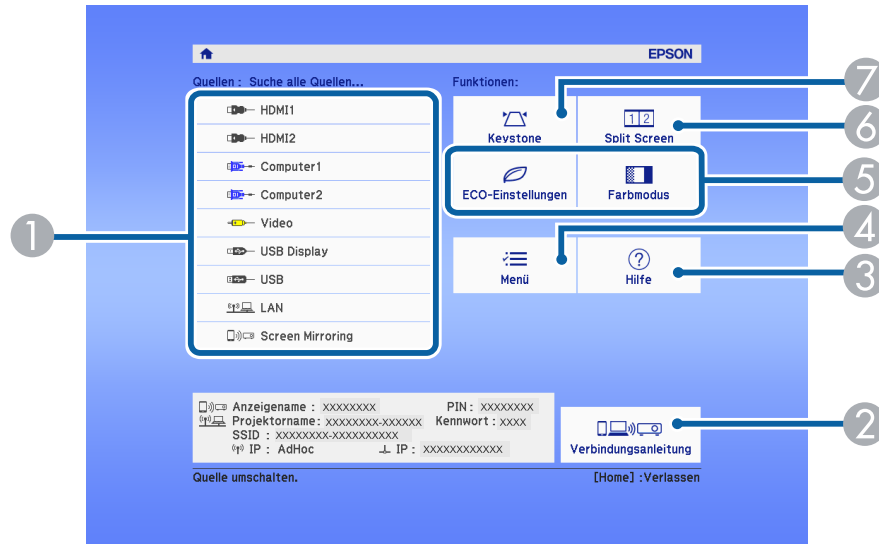 EPSON
Quellen : Suche alle Quellen...
Funktionen:
HDMI1
HDMI2
Computer1
Computer2
Video
USB Display
USB
LAN
Screen Mirroring
Keystone
1 2
Split Screen
ECO-Einstellungen
Farbmodus
Menü
?
Hilfe
Anzeigename : XXXXXXXX PIN : XXXXXXXX
Projektorname: XXXXXXXX-XXXXXX Kennwort : XXXX
SSID : XXXXXXXX-XXXXXXXXXX
IP : AdHoc IP : XXXXXXXXXXXX
Verbindungsanleitung
Quelle umschalten. [Home] :Verlassen
1
7
6
5
4
3
2